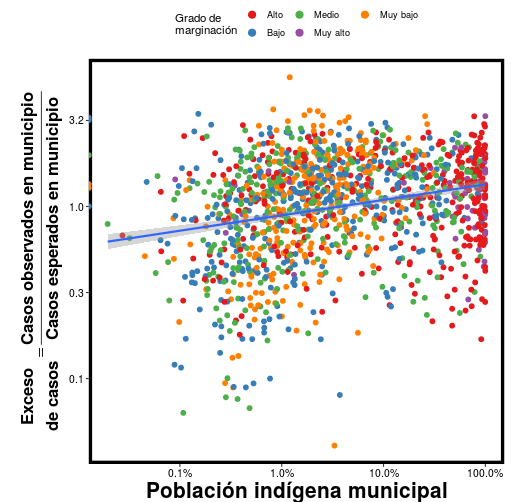 Grado de
marginación
Alto
Medio
Muy bajo
Bajo
Muy alto
Exceso
de casos
=
Casos observados en municipio
Casos esperados en municipio
3.2
1.0
0.3
0.1
0.1%
1.0%
10.0%
100.0%
Población indígena municipal